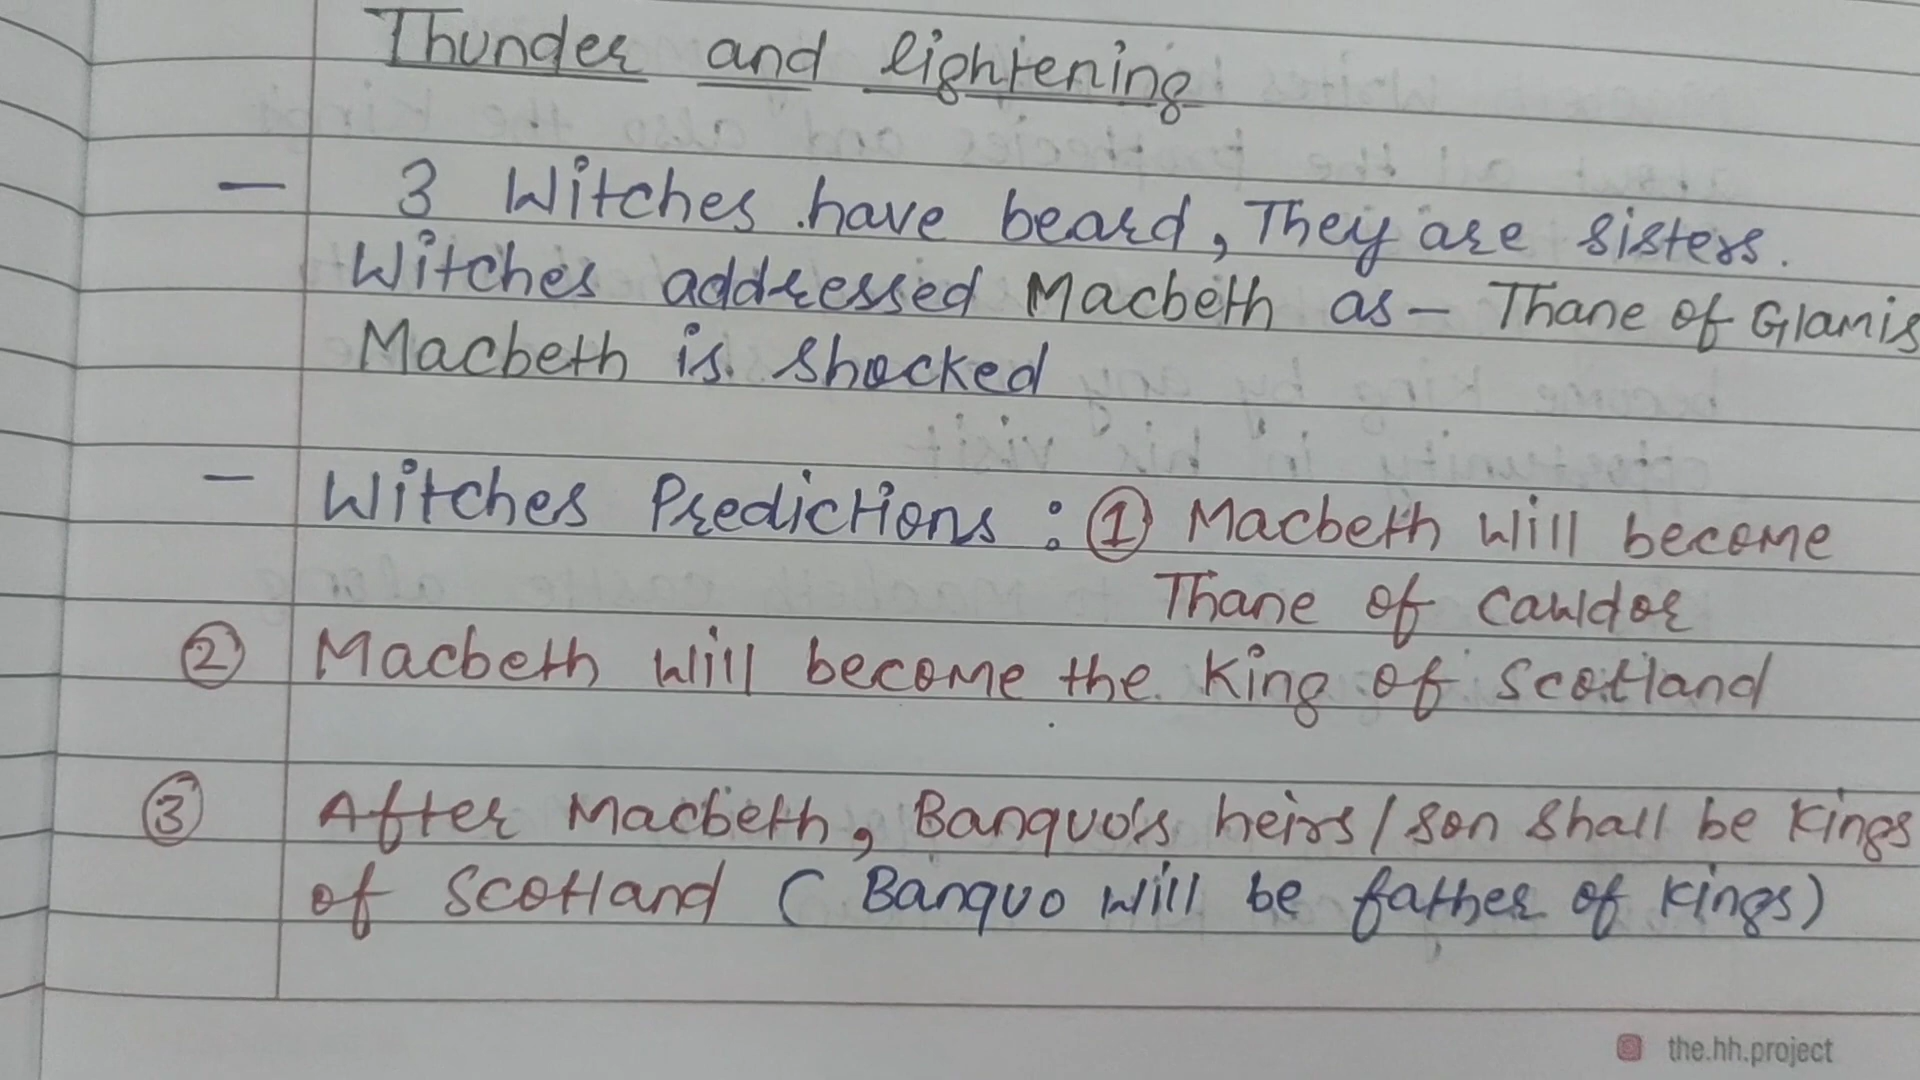 Thunder and lightening
— 3 Witches have beard, They are sisters.
Witches addressed Macbeth as — Thane of Glamis
Macbeth is shocked
— Witches Predictions : ① Macbeth will become
Thane of cawdor
② Macbeth will become the King of Scotland
③ After Macbeth, Banquo's heirs / son shall be kings
of Scotland ( Banquo will be father of kings)
the.hh.project